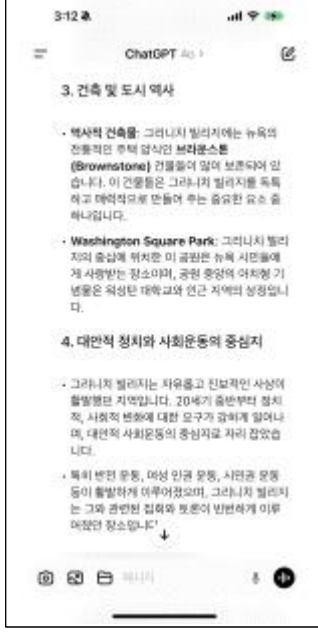 3:12
ChatGPT 4o >
3. 건축 및 도시 역사
• 역사적 건축물: 그리니치 빌리지에는 뉴욕의
전통적인 주택 양식인 브라운스톤
(Brownstone) 건물들이 많이 보존되어 있
습니다. 이 건물들은 그리니치 빌리지를 독특
하고 매력적으로 만들어 주는 중요한 요소 중
하나입니다.
• Washington Square Park: 그리니치 빌리
지의 중심에 위치한 이 공원은 뉴욕 시민들에
게 사랑받는 장소이며, 공원 중앙의 아치형 기
념물은 워싱턴 대학교와 인근 지역의 상징입니
다.
4. 대안적 정치와 사회운동의 중심지
• 그리니치 빌리지는 자유롭고 진보적인 사상이
활발했던 지역입니다. 20세기 중반부터 정치
적, 사회적 변화에 대한 요구가 강하게 일어나
며, 대안적 사회운동의 중심지로 자리 잡았습
니다.
• 특히 반전 운동, 여성 인권 운동, 시민권 운동
등이 활발하게 이루어졌으며, 그리니치 빌리지
는 그와 관련된 집회와 토론이 빈번하게 이루
어졌던 장소입니다
메시지